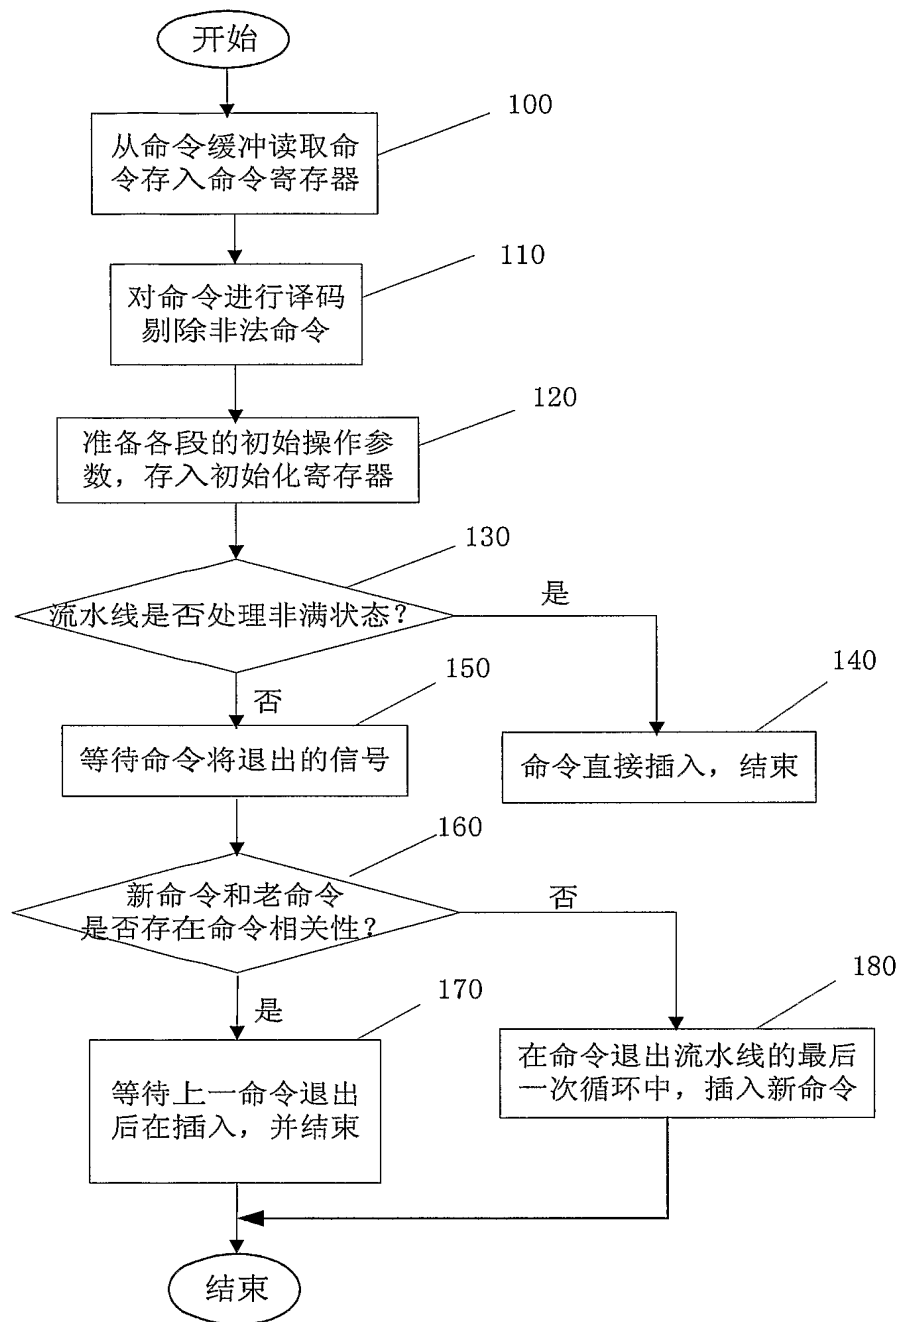 开始
100
从命令缓冲读取命
令存入命令寄存器
110
对命令进行译码
剔除非法命令
120
准备各段的初始操作参
数，存入初始化寄存器
130
流水线是否处理非满状态？
是
140
命令直接插入，结束
否
150
等待命令将退出的信号
160
新命令和老命令
是否存在命令相关性？
否
180
在命令退出流水线的最后
一次循环中，插入新命令
是
170
等待上一命令退出
后在插入，并结束
结束